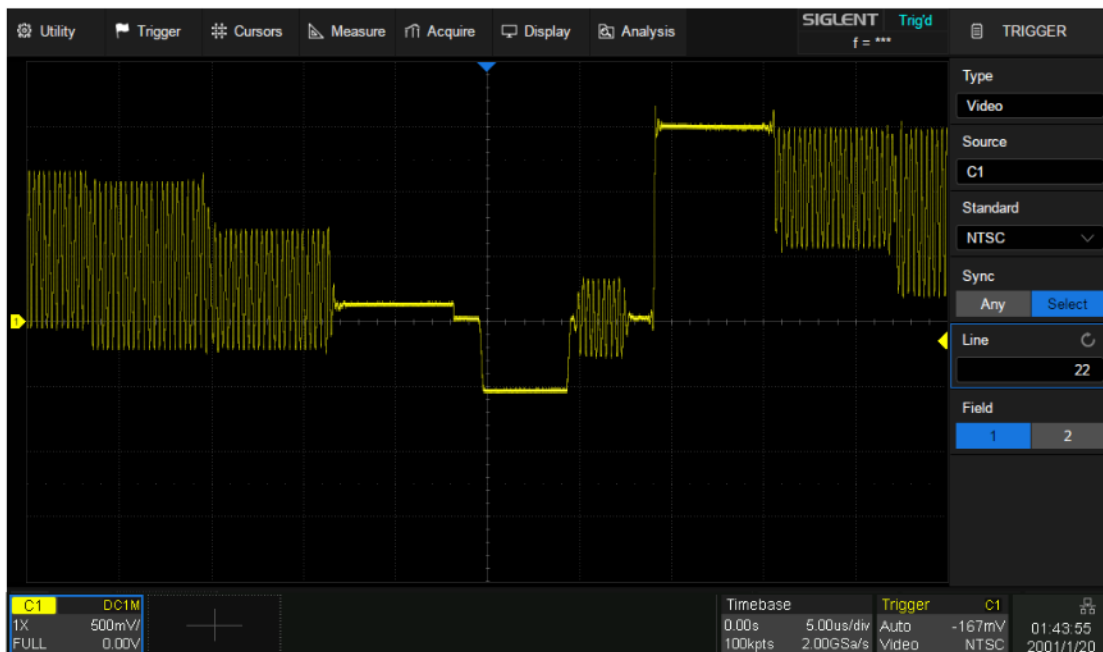 Utility Trigger Cursors Measure Acquire Display Analysis SIGLENT Trig'd TRIGGER
f = ***
Type
Video
Source
C1
Standard
NTSC
Sync
Any Select
Line
22
Field
1 2
1
C1 DC1M
1X 500mV/
FULL 0.00V
Timebase
0.00s 5.00us/div
100kpts 2.00GSa/s
Trigger C1
Auto -167mV
Video NTSC
01:43:55
2001/1/20